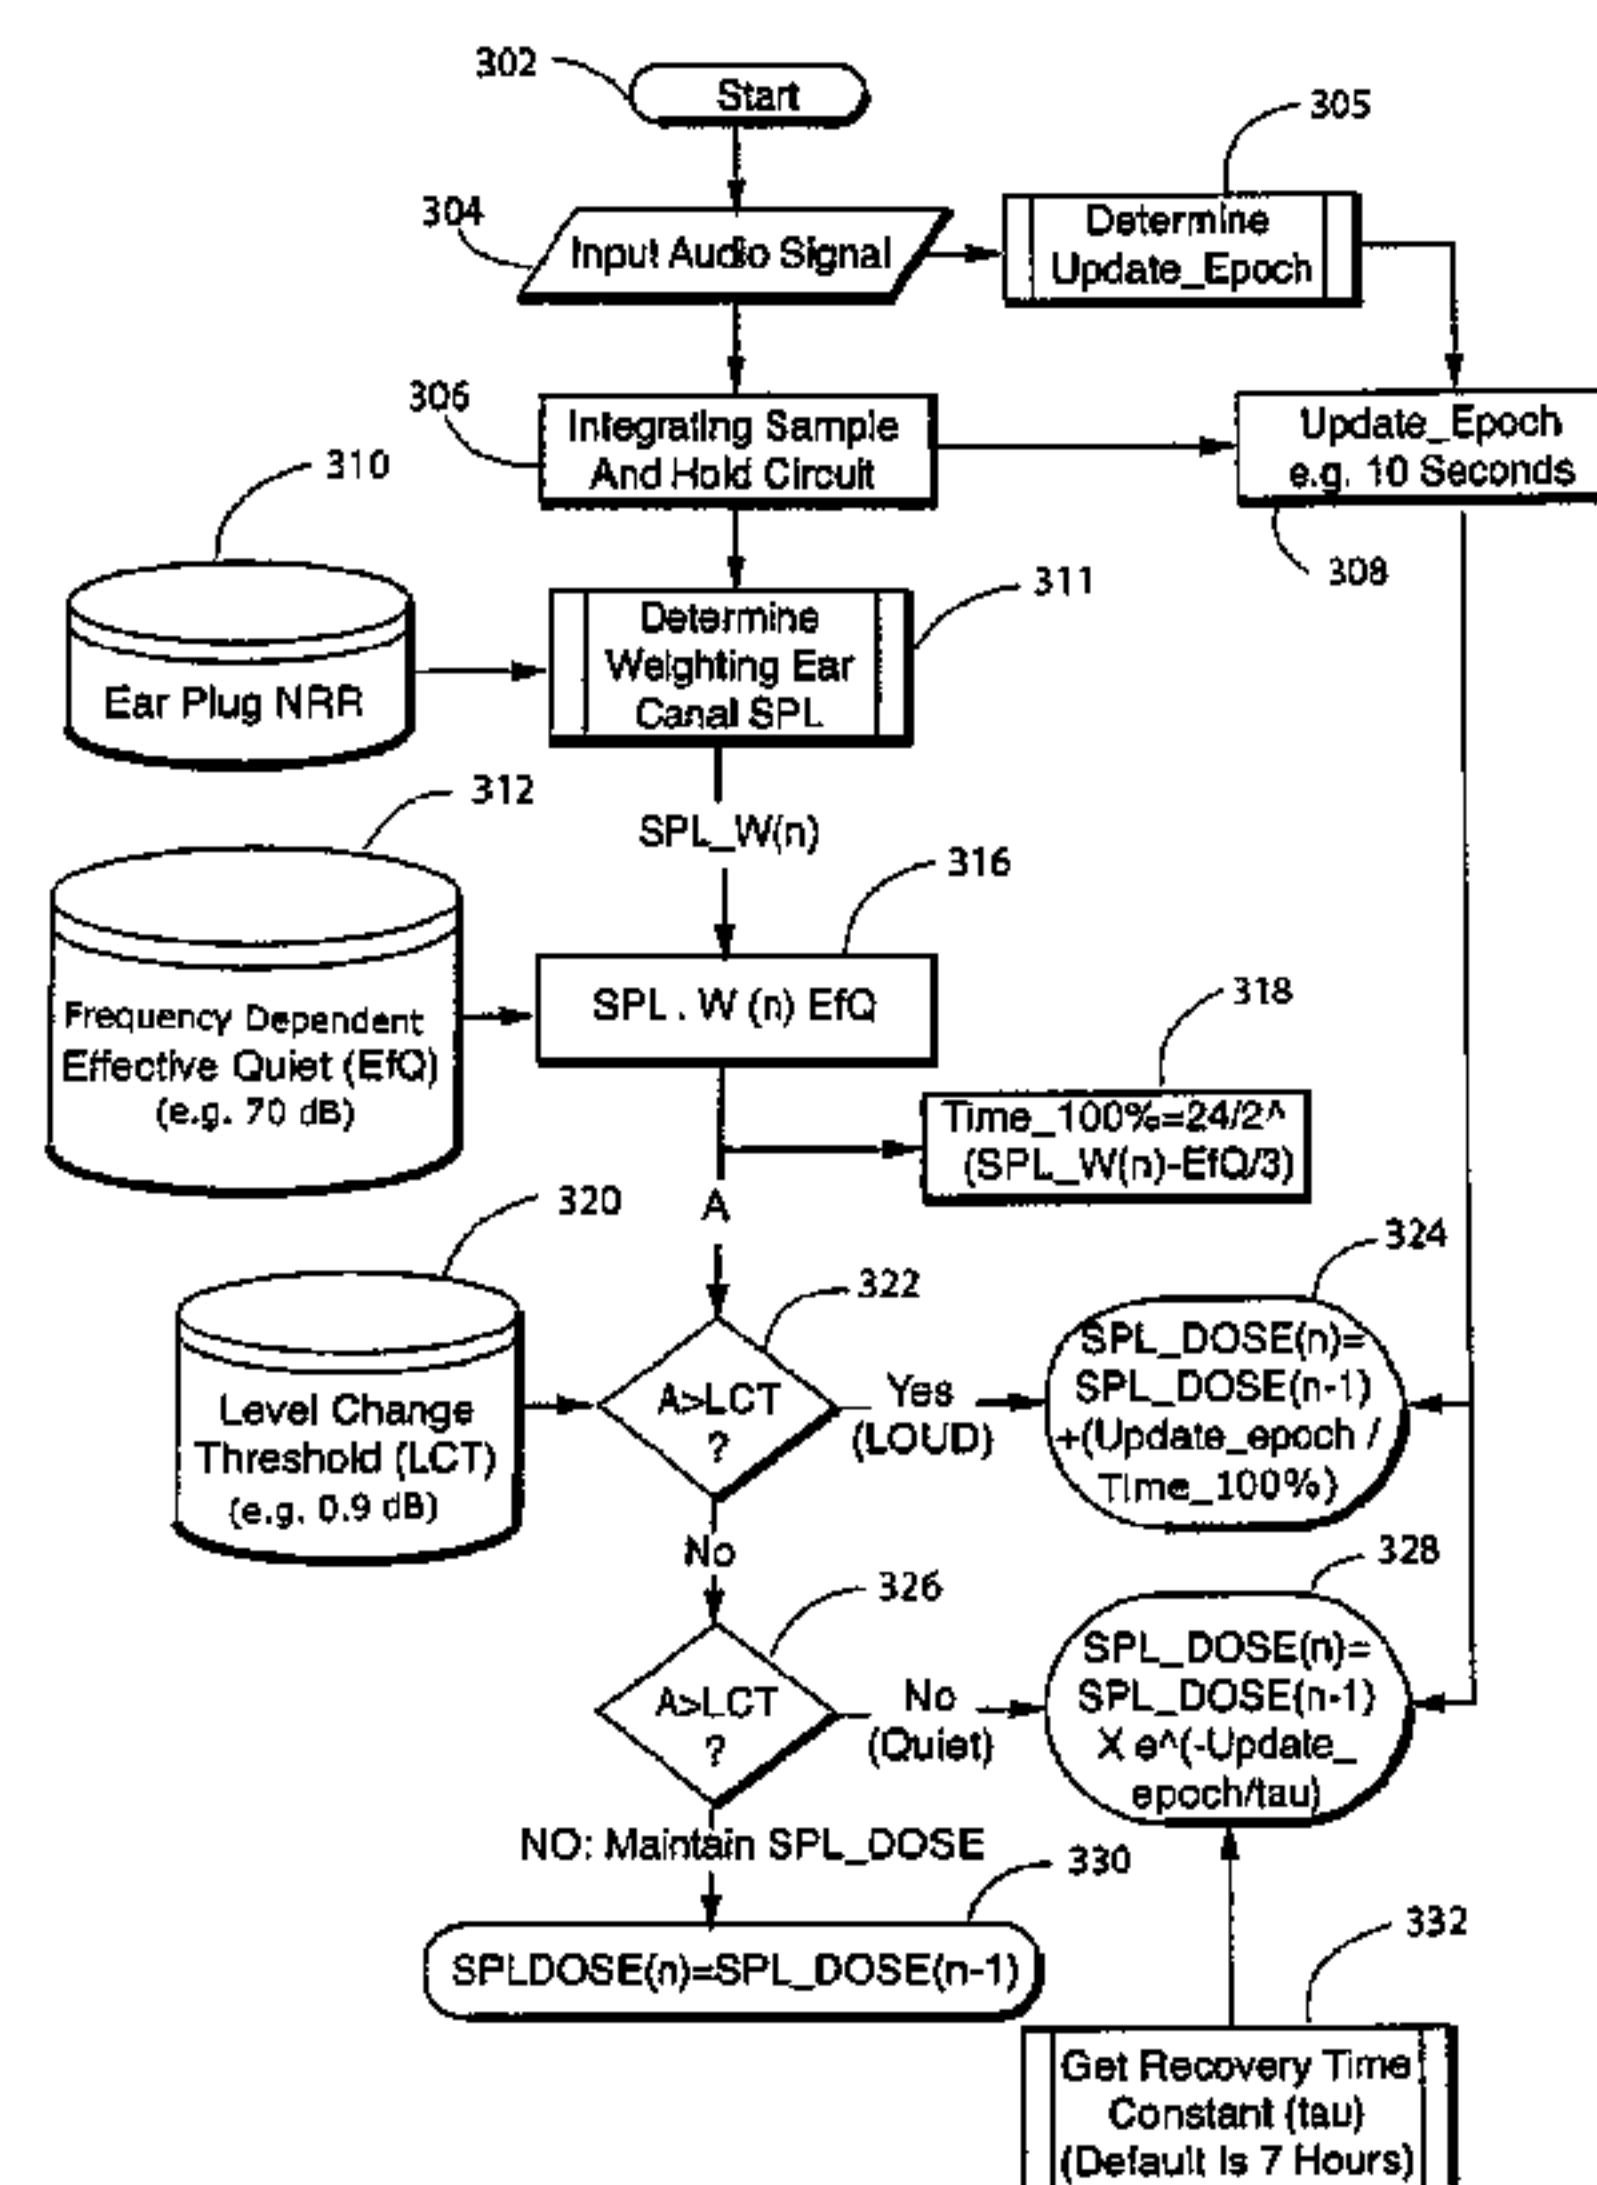 302
Start
305
304
Input Audio Signal
Determine
Update_Epoch
306
Integrating Sample
And Hold Circuit
Update_Epoch
e.g. 10 Seconds
308
310
Ear Plug NRR
311
Determine
Weighting Ear
Canal SPL
312
SPL_W(n)
316
Frequency Dependent
Effective Quiet (EfQ)
(e.g. 70 dB)
SPL . W (n) EfQ
318
Time_100%=24/2^
(SPL_W(n)-EfQ/3)
A
320
Level Change
Threshold (LCT)
(e.g. 0.9 dB)
322
A>LCT
?
Yes
(LOUD)
324
SPL_DOSE(n)=
SPL_DOSE(n-1)
+(Update_epoch /
Time_100%)
No
326
A>LCT
?
No
(Quiet)
328
SPL_DOSE(n)=
SPL_DOSE(n-1)
X e^(-Update_
epoch/tau)
NO: Maintain SPL_DOSE
330
SPLDOSE(n)=SPL_DOSE(n-1)
332
Get Recovery Time
Constant (tau)
(Default Is 7 Hours)